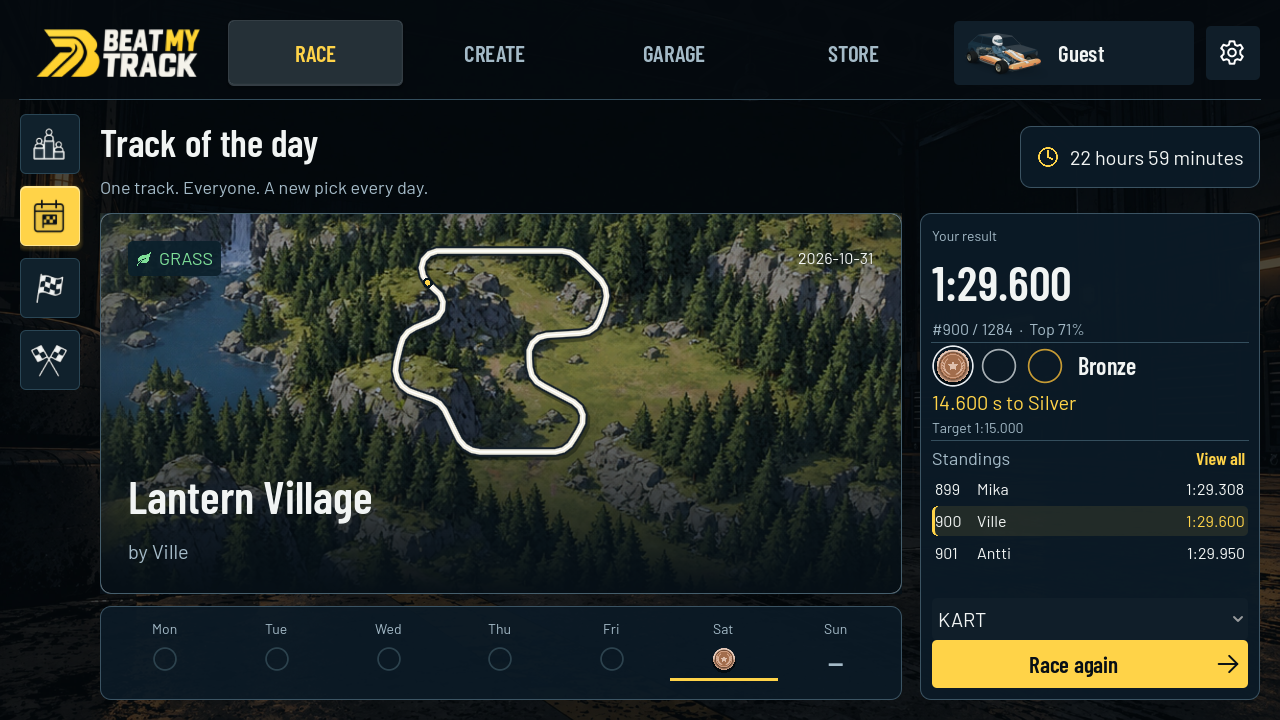 BEATMY
TRACK
RACE
CREATE
GARAGE
STORE
Guest
Track of the day
One track. Everyone. A new pick every day.
22 hours 59 minutes
GRASS
2026-10-31
Lantern Village
by Ville
Mon
Tue
Wed
Thu
Fri
Sat
Sun
–
Your result
1:29.600
#900 / 1284 · Top 71%
Bronze
14.600 s to Silver
Target 1:15.000
Standings
View all
899 Mika 1:29.308
900 Ville 1:29.600
901 Antti 1:29.950
KART
Race again